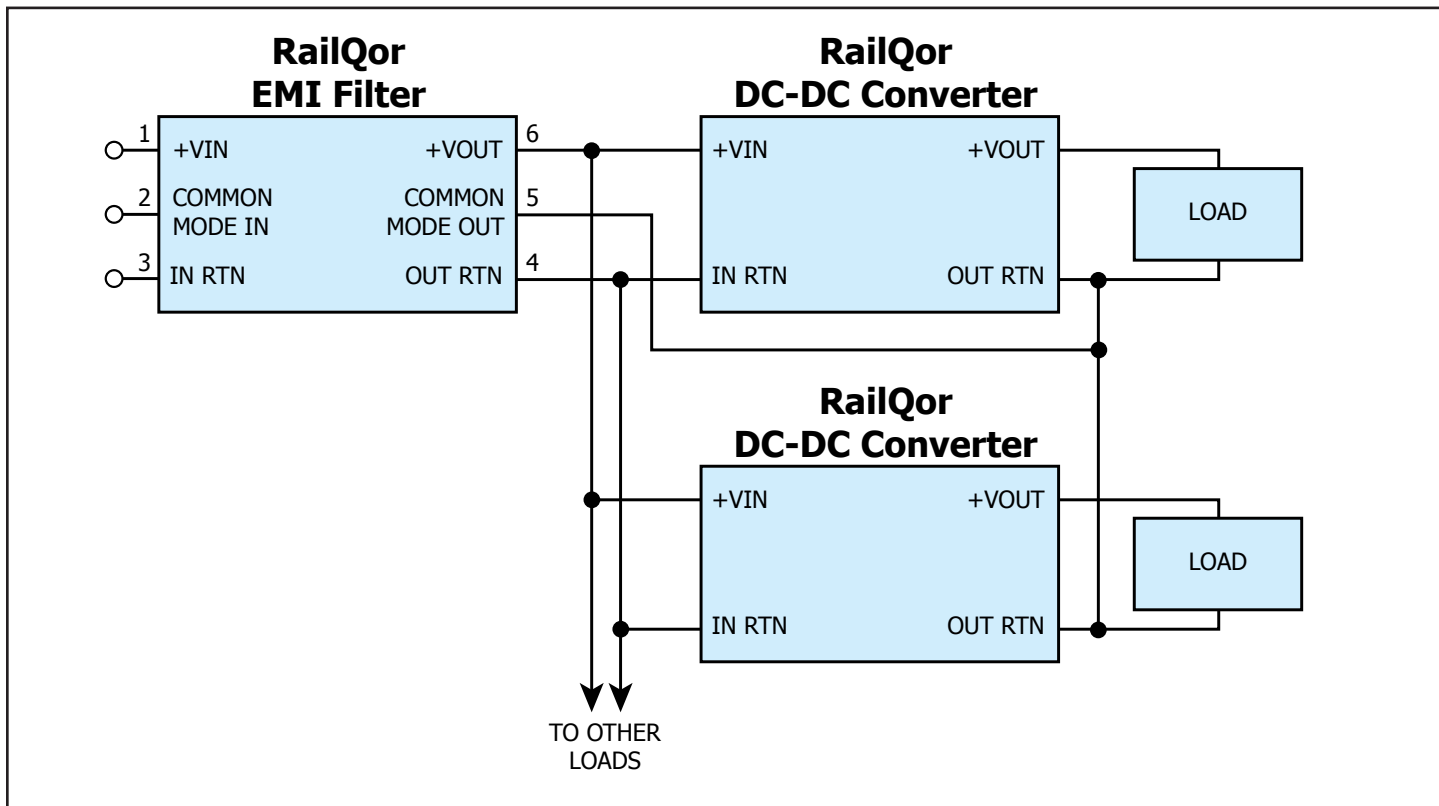 RailQor
EMI Filter
1
+VIN
+VOUT
6
2
COMMON
MODE IN
COMMON
MODE OUT
5
3
IN RTN
OUT RTN
4
RailQor
DC-DC Converter
+VIN
+VOUT
IN RTN
OUT RTN
LOAD
RailQor
DC-DC Converter
+VIN
+VOUT
IN RTN
OUT RTN
LOAD
TO OTHER
LOADS